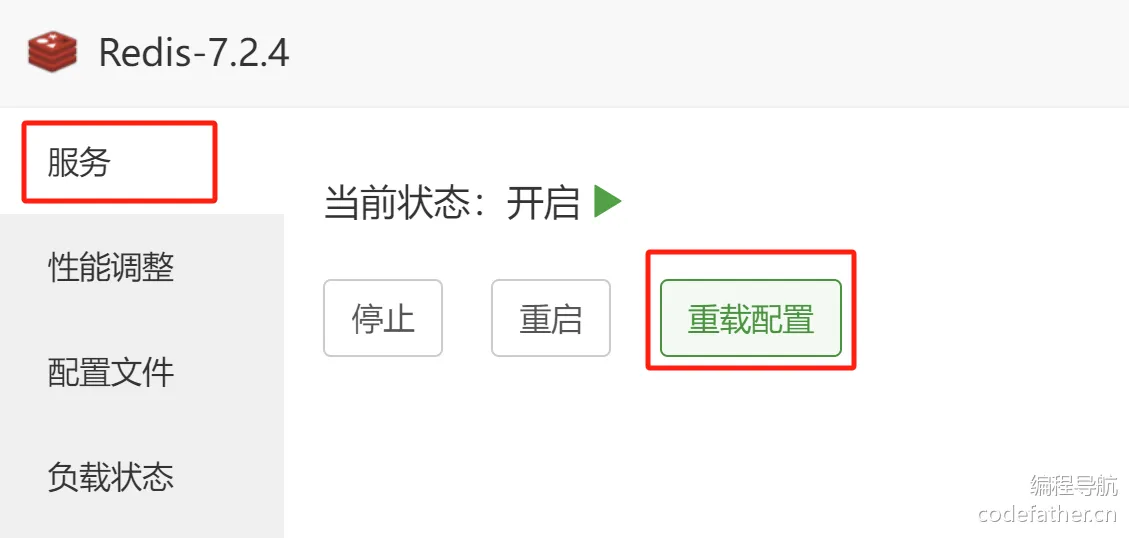 Redis-7.2.4
服务
当前状态：开启
停止
重启
重载配置
性能调整
配置文件
负载状态
编程导航
codefather.cn